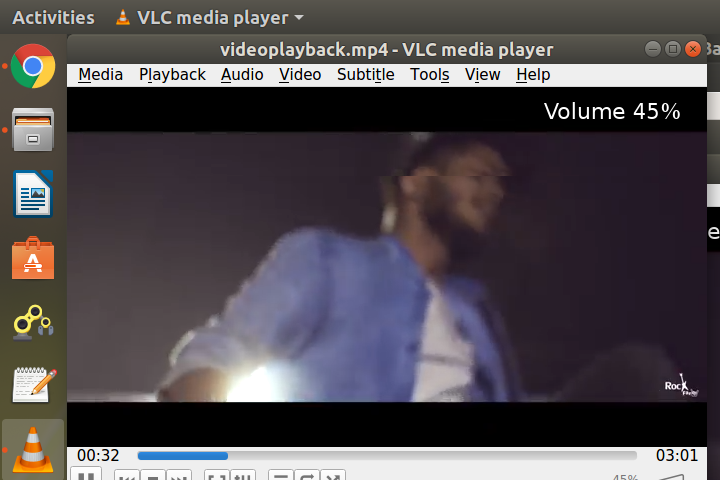 Activities VLC media player
videoplayback.mp4 - VLC media player
Media Playback Audio Video Subtitle Tools View Help
Volume 45%
Rock
00:32 03:01
45%